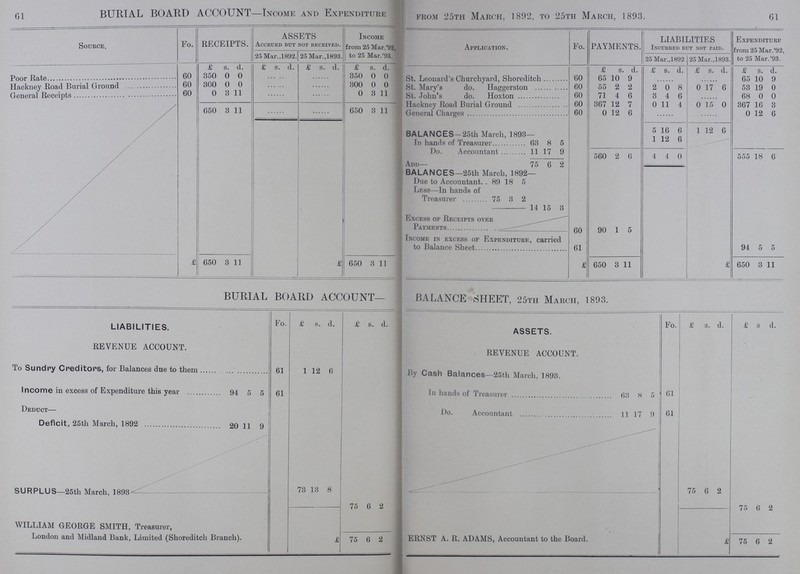 61 BURIAL BOARD ACCOUNT—INCOME AND EXPENDITURE FROM 25TH MARCH, 1892, TO 25TH MARCH, 1893. 61
SOURCE. Fo. RECEIPTS. ASSETS ACCRUED BUT NOT RECEIVED. INCOME from 25 Mar.'92, to 25 Mar.'93.
25 Mar.,1892. 25 Mar.,1893.
£ s. d. £ s. d. £ s. d. £ s. d.
Poor Rate 60 350 0 0 ...... ...... 350 0 0
Hackney Road Burial Ground 60 300 0 0 ...... ...... 300 0 0
General Receipts 60 0 3 11 0 3 11
650 3 11 ...... ...... 650 3 11
£ 650 3 11 £ 650 3 11
APPLICATION. Fo. PAYMENTS. LIABILITIES INCURRED BUT NOT PAID. EXPENDITURE from 25 Mar.'92, to 25 Mar.'93.
25 Mar.,1892 25 Mar.,1893.
£ s. d. £ s. d. £ s. d. £ s. d.
St. Leonard's Churchyard, Shoreditch 60 65 10 9 ...... ...... 65 10 9
St. Mary's do. Haggerston 60 55 2 2 2 0 8 0 17 6 53 19 0
St. John's do. Hoxton 60 71 4 6 3 4 6 ...... 68 0 0
Hackney Road Burial Ground 60 367 12 7 0 11 4 0 15 0 367 16 3
General Charges 60 0 12 6 ...... ...... 0 12 6
5 16 6 1 12 6
BALANCES—25th March, 1893—
In hands of Treasurer 63 8 5 1 12 6
Do. Accountant 11 17 9
560 2 6 4 4 0 555 18 6
ADD— 75 6 2
BALANCES—25th March, 1892—
Due to Accountant.. 89 18 5
LESS—In hands of
Treasurer 75 3 2
14 15 3
EXCESS OF RECEIPTS OVER
PAYMENTS 60 90 1 5
INCOME IN EXCESS OF EXPENDITURE, carried
to Balance Sheet 61 94 5 5
£ 650 3 11 £ 650 3 11
BURIAL BOARD ACCOUNT— BALANCE SHEET, 25TH MARCH, 1893.
LIABILITIES. Fo. £ s. d. £ s. d.
REVENUE ACCOUNT.
To Sundry Creditors, for Balances due to them 61 1 12 6
Income in excess of Expenditure this year 94 5 5 61
DEDUCT—
Deficit, 25th March, 1892 20 11 9
SURPLUS—25th March, 1893 73 13 8
75 6 2
WILLIAM GEORGE SMITH, Treasurer,
London and Midland Bank, Limited (Shoreditch Branch). £ 75 6 2
ASSETS. Fo. £ s. d. £ s d.
REVENUE ACCOUNT.
By Cash Balances—25th March, 1893.
In hands of Treasurer 63 8 5 61
Do. Accountant 11 17 9 61
75 6 2
75 6 2
ERNST A. R. ADAMS, Accountant to the Board. £ 75 6 2